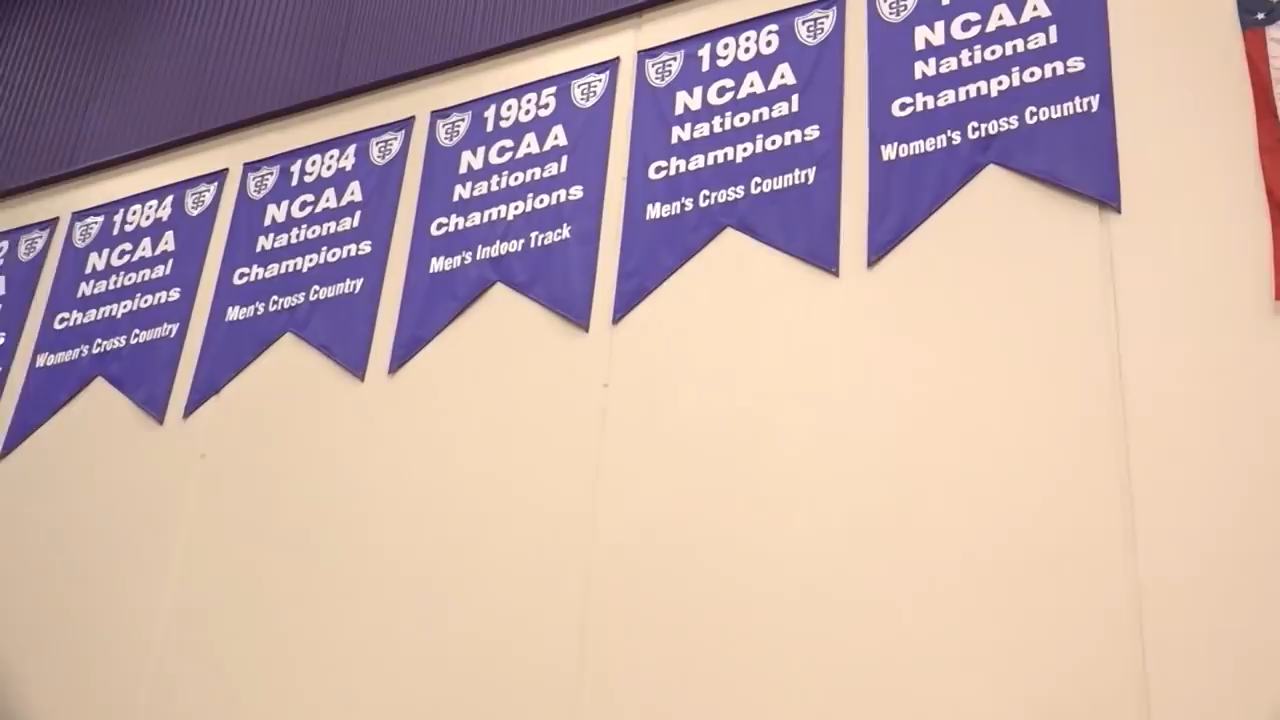 1984
NCAA
National
Champions
Women's Cross Country
1984
NCAA
National
Champions
Men's Cross Country
1985
NCAA
National
Champions
Men's Indoor Track
1986
NCAA
National
Champions
Men's Cross Country
NCAA
National
Champions
Women's Cross Country